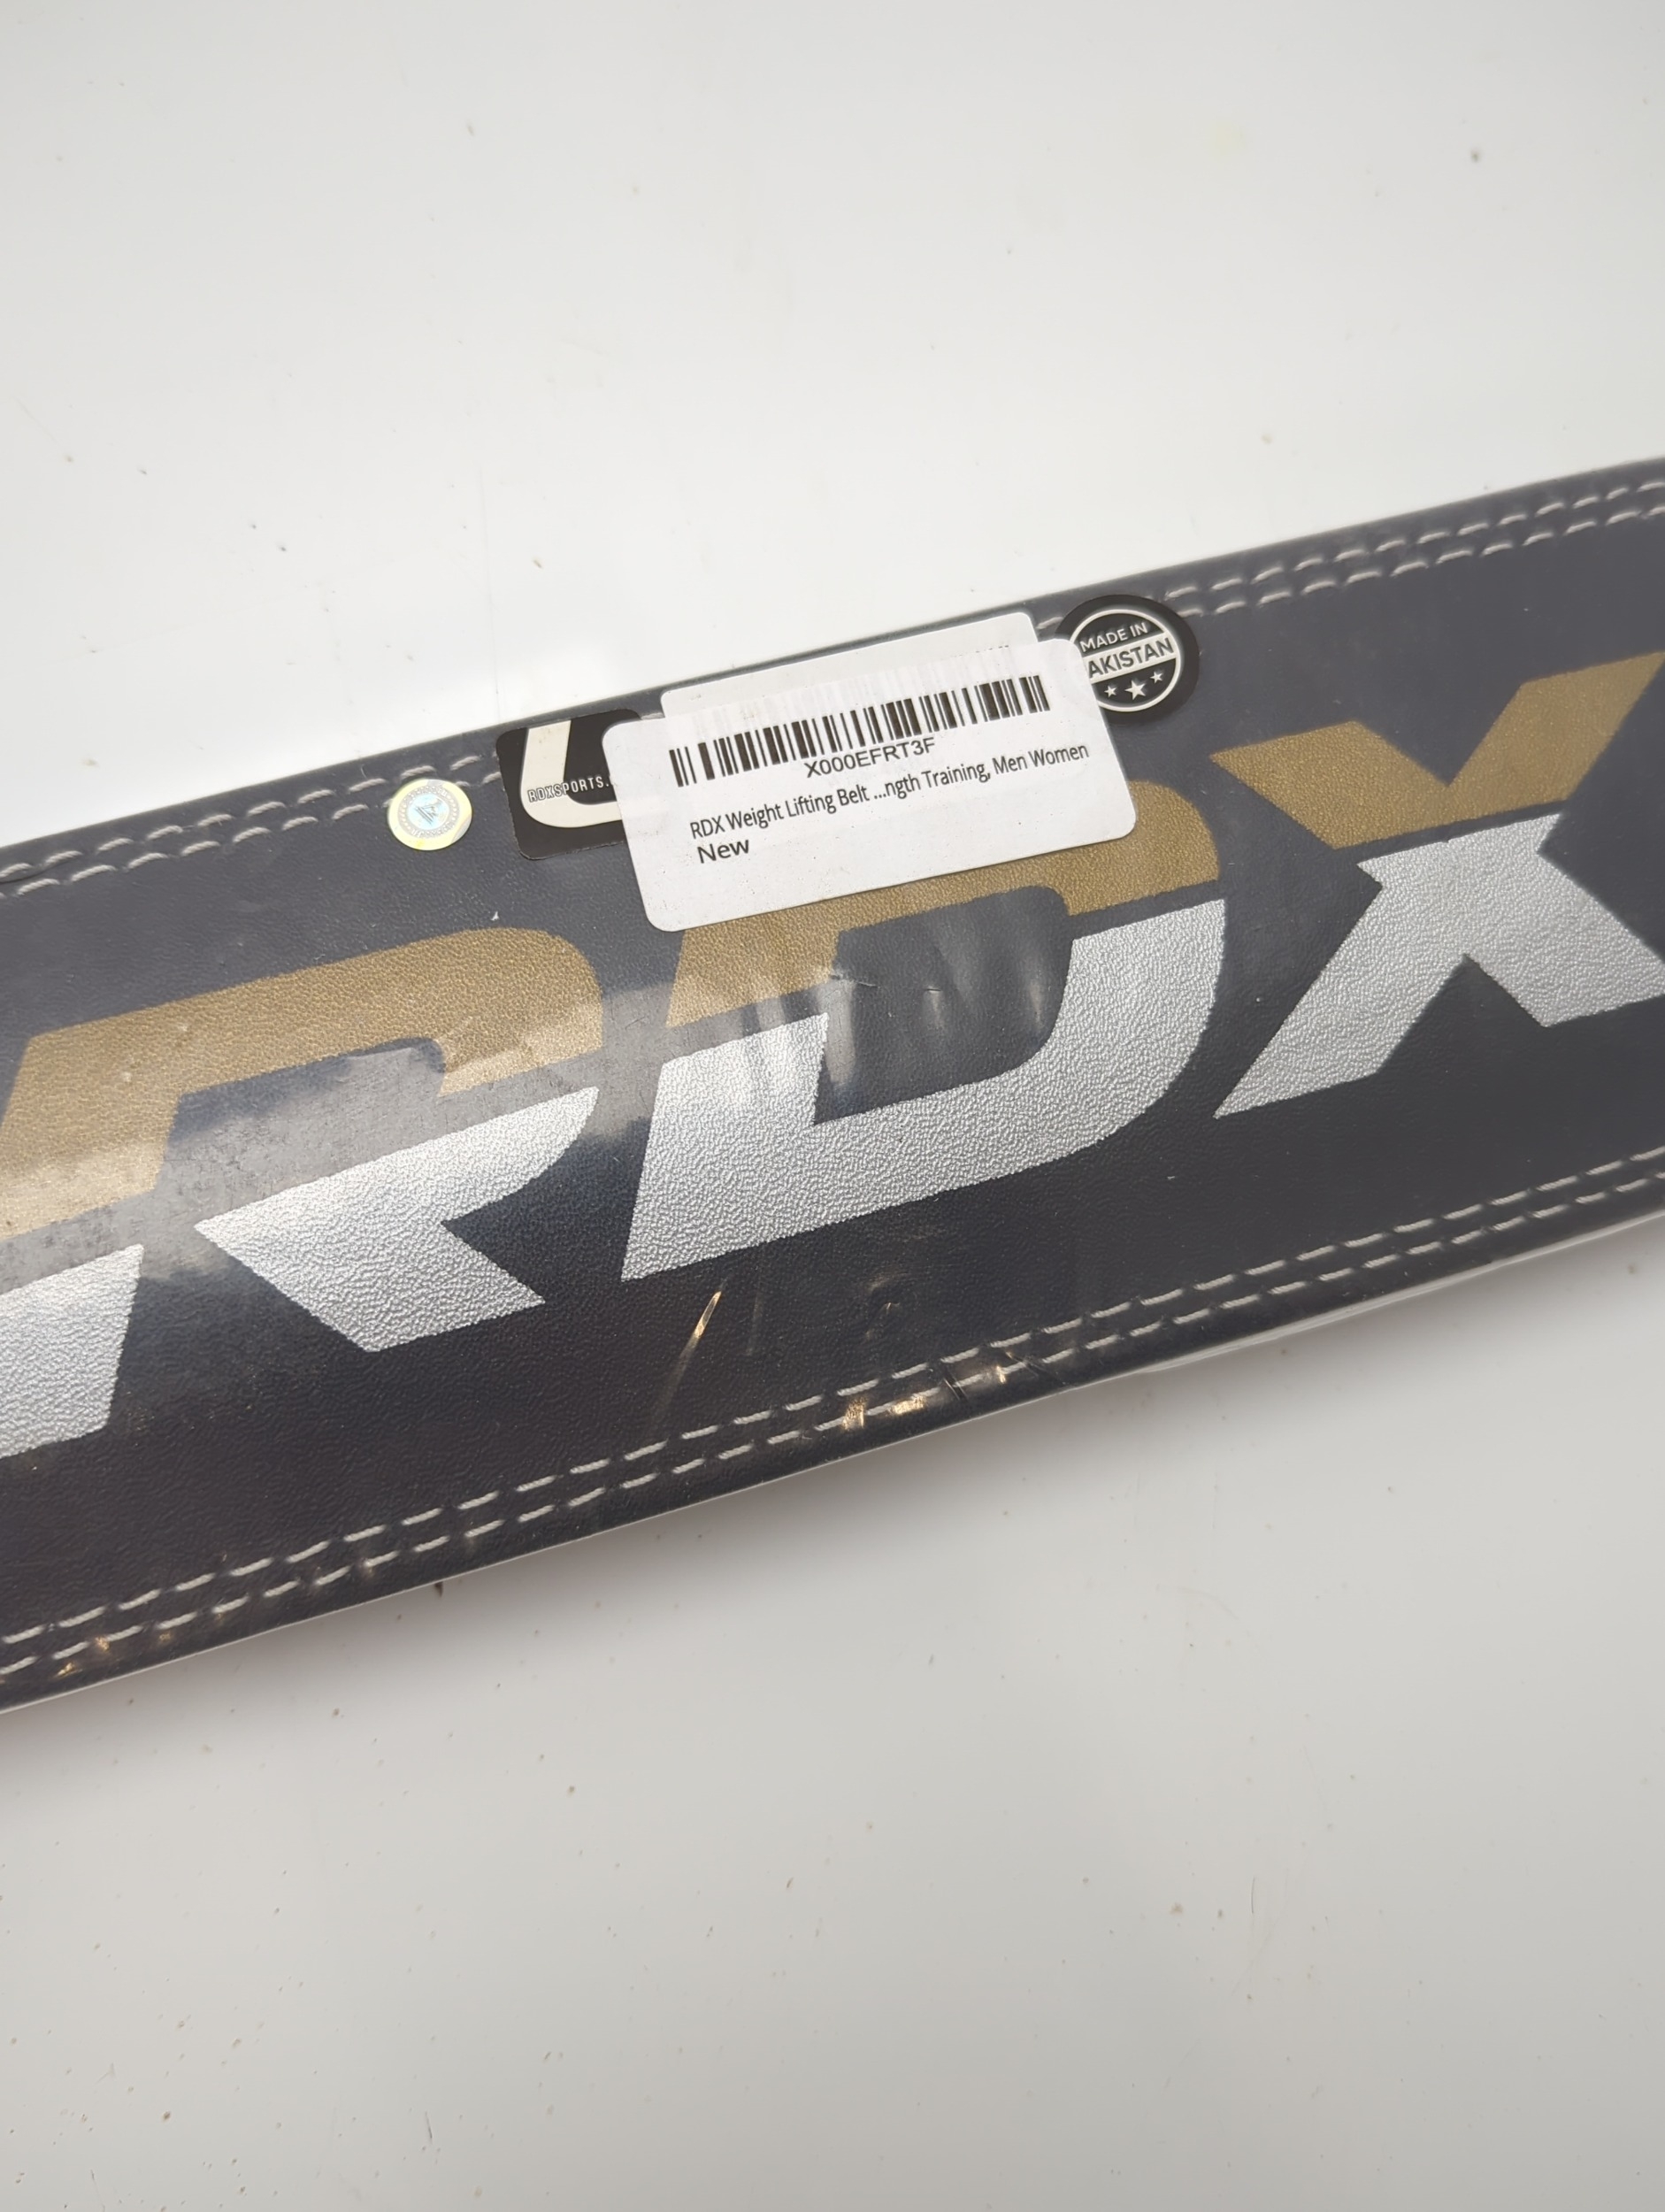 MADE IN
AKISTAN
RDXSPORTS.
X000EFRT3F
RDX Weight Lifting Belt ...ngth Training, Men Women
New
RDX